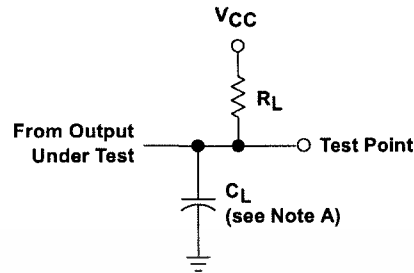 VCC
RL
From Output
Under Test
Test Point
CL
(see Note A)